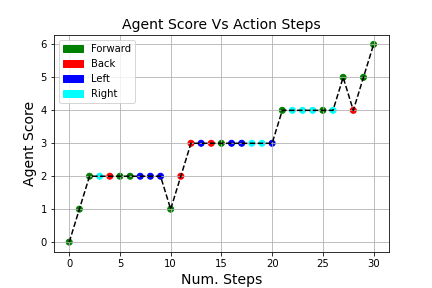 Agent Score Vs Action Steps
Agent Score
6
5
4
3
2
1
0
Forward
Back
Left
Right
0 5 10 15 20 25 30
Num. Steps